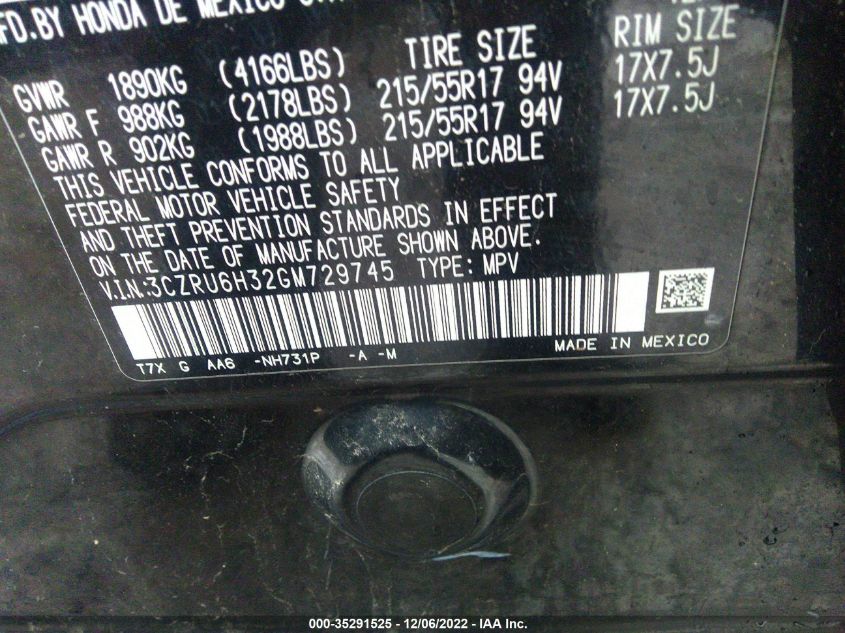 MFD.BY HONDA DE MEXICO
TIRE SIZE RIM SIZE
GVWR 1890KG (4166LBS)
GAWR F 988KG (2178LBS) 215/55R17 94V 17X7.5J
GAWR R 902KG (1988LBS) 215/55R17 94V 17X7.5J
THIS VEHICLE CONFORMS TO ALL APPLICABLE
FEDERAL MOTOR VEHICLE SAFETY
AND THEFT PREVENTION STANDARDS IN EFFECT
ON THE DATE OF MANUFACTURE SHOWN ABOVE.
V.I.N:3CZRU6H32GM729745 TYPE: MPV
T7X G AA6 -NH731P -A -M MADE IN MEXICO
000-35291525 - 12/06/2022 - IAA Inc.